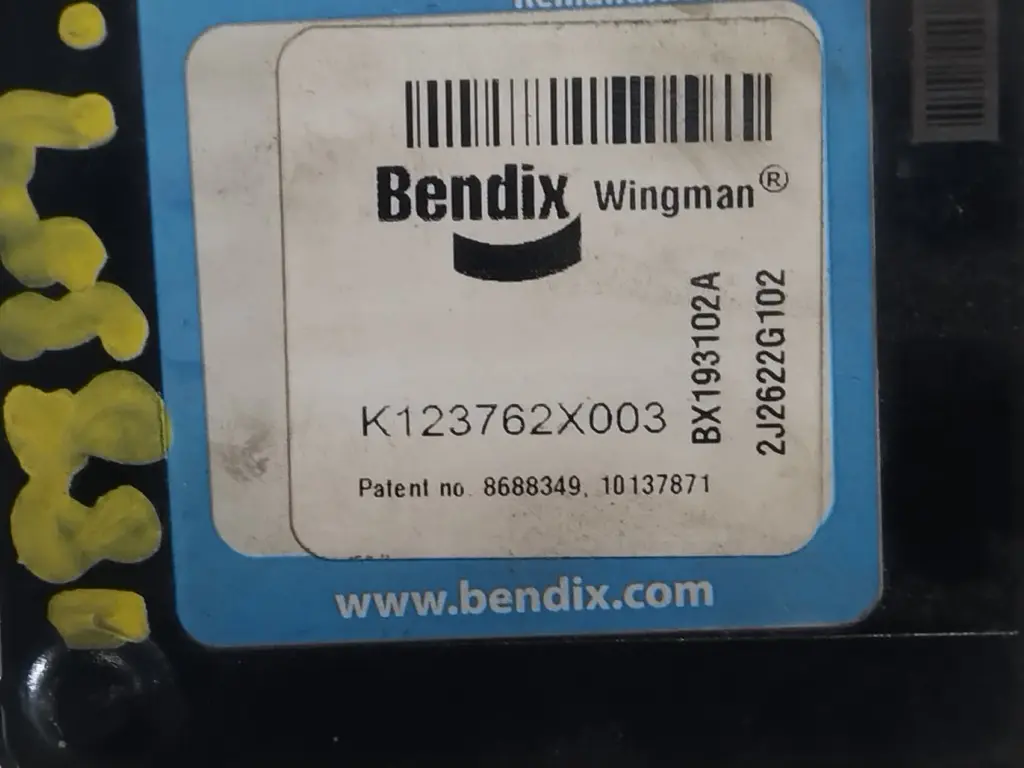 Bendix Wingman®
BX193102A
2J2622G102
K123762X003
Patent no. 8688349, 10137871
www.bendix.com